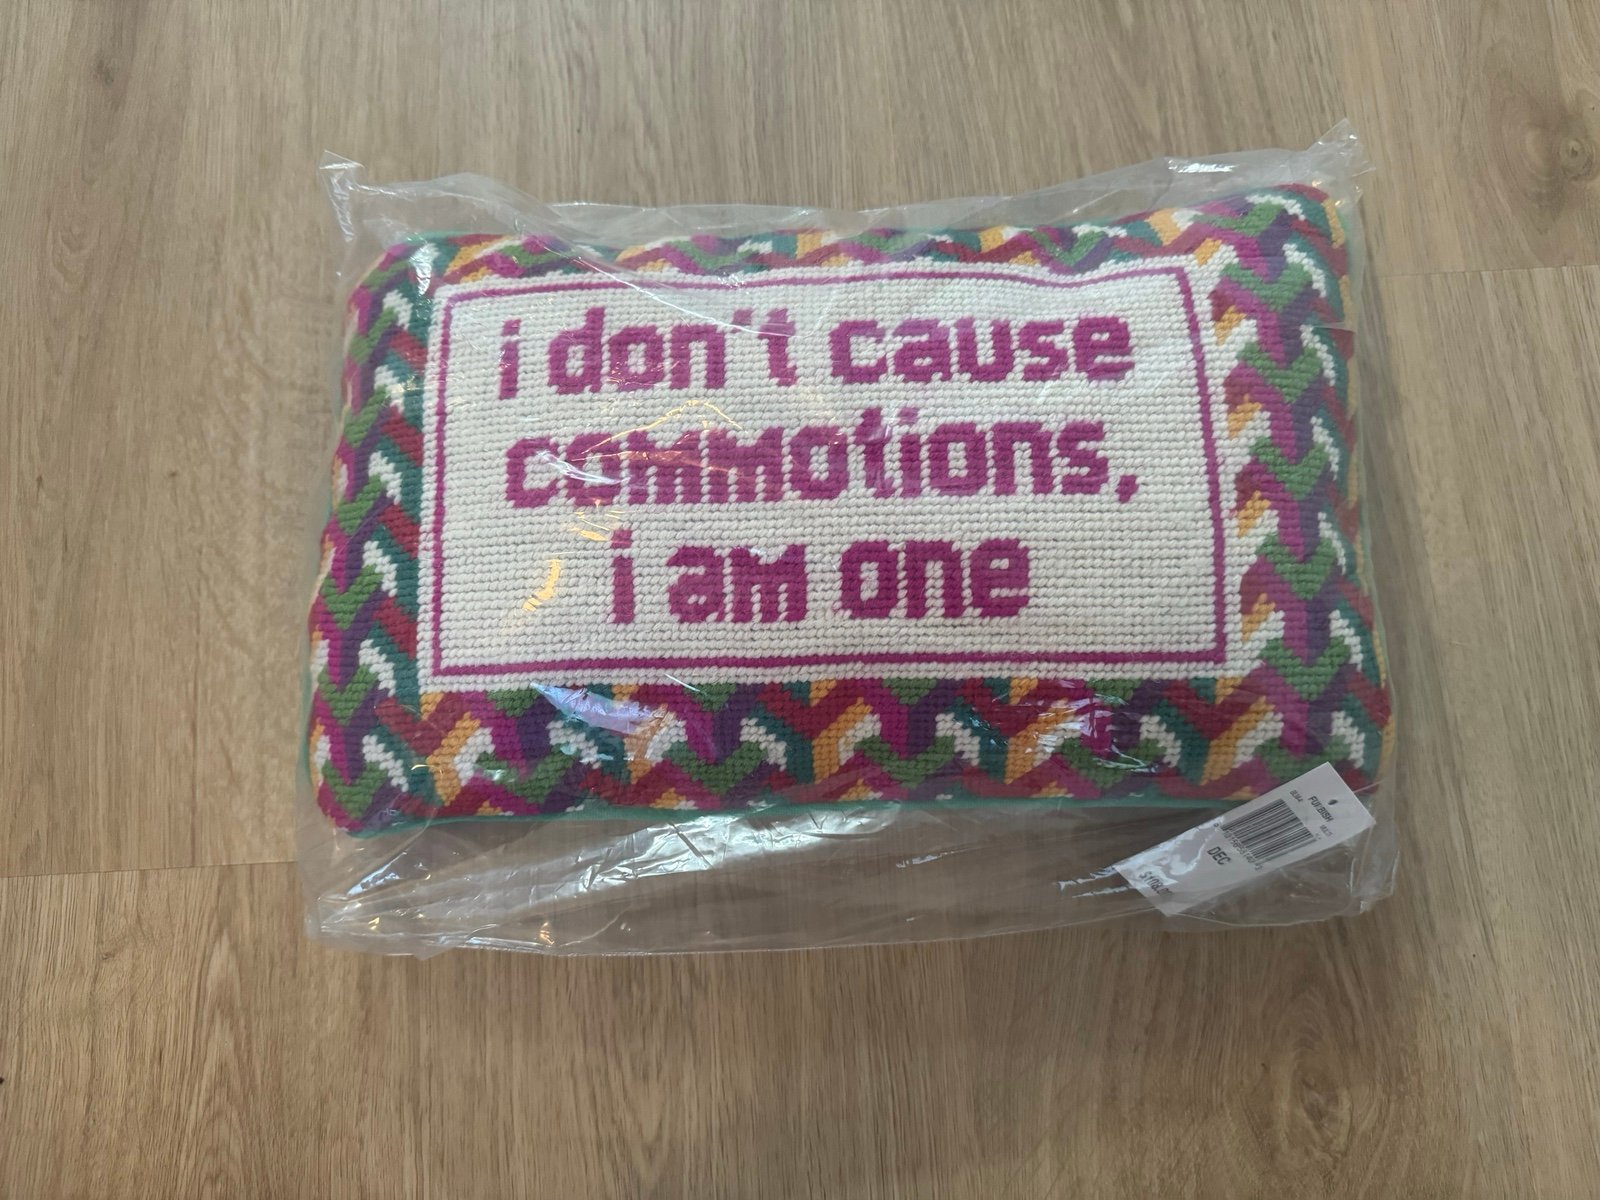 i don't cause
commotions,
i am one
FURBISH
DEC